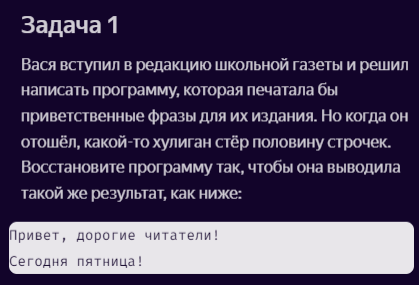 Задача 1
Вася вступил в редакцию школьной газеты и решил
написать программу, которая печатала бы
приветственные фразы для их издания. Но когда он
отошёл, какой-то хулиган стёр половину строчек.
Восстановите программу так, чтобы она выводила
такой же результат, как ниже:
Привет, дорогие читатели!
Сегодня пятница!